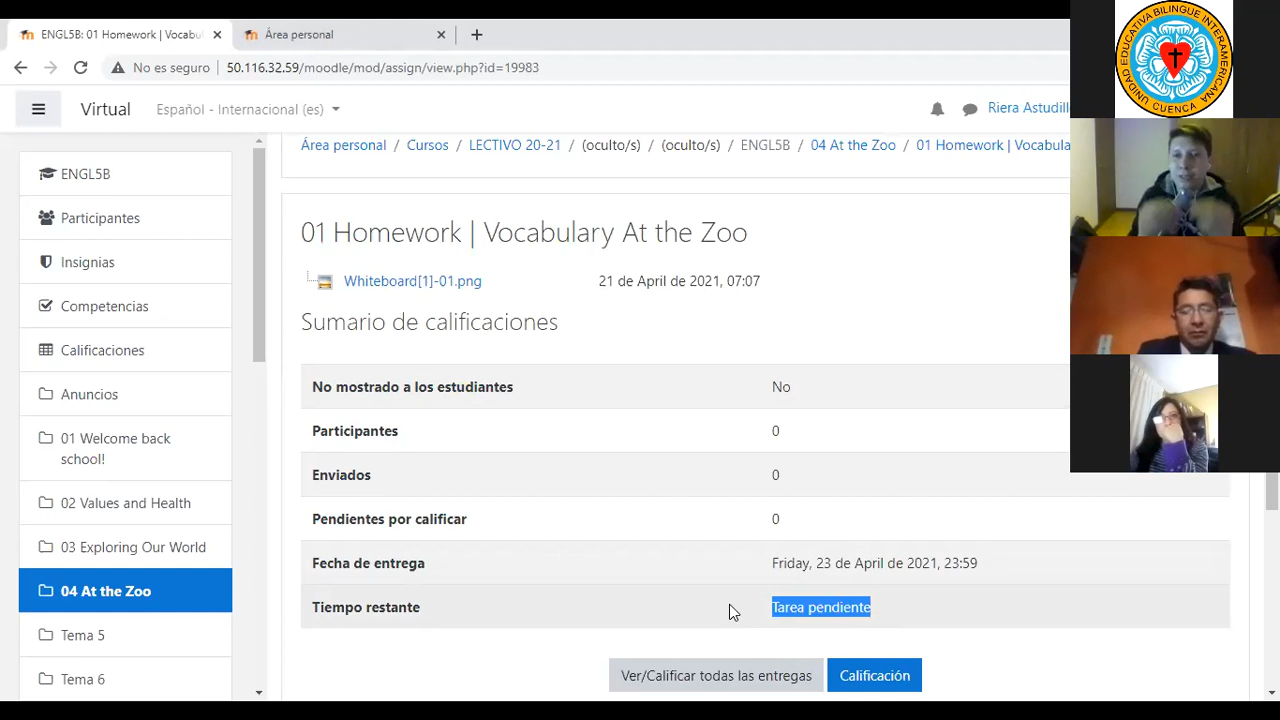 ENGL5B: 01 Homework | Vocabu
Área personal
No es seguro
50.116.32.59/moodle/mod/assign/view.php?id=19983
Virtual
Español - Internacional (es)
Riera Astudill
ENGL5B
Participantes
Insignias
Competencias
Calificaciones
Anuncios
01 Welcome back
school!
02 Values and Health
03 Exploring Our World
04 At the Zoo
Tema 5
Tema 6
Área personal / Cursos / LECTIVO 20-21 / (oculto/s) / (oculto/s) / ENGL5B / 04 At the Zoo / 01 Homework | Vocabula
01 Homework | Vocabulary At the Zoo
Whiteboard[1]-01.png 21 de April de 2021, 07:07
Sumario de calificaciones
No mostrado a los estudiantes No
Participantes 0
Enviados 0
Pendientes por calificar 0
Fecha de entrega Friday, 23 de April de 2021, 23:59
Tiempo restante Tarea pendiente
Ver/Calificar todas las entregas
Calificación
UNIDAD EDUCATIVA BILINGUE INTERAMERICANA
CUENCA